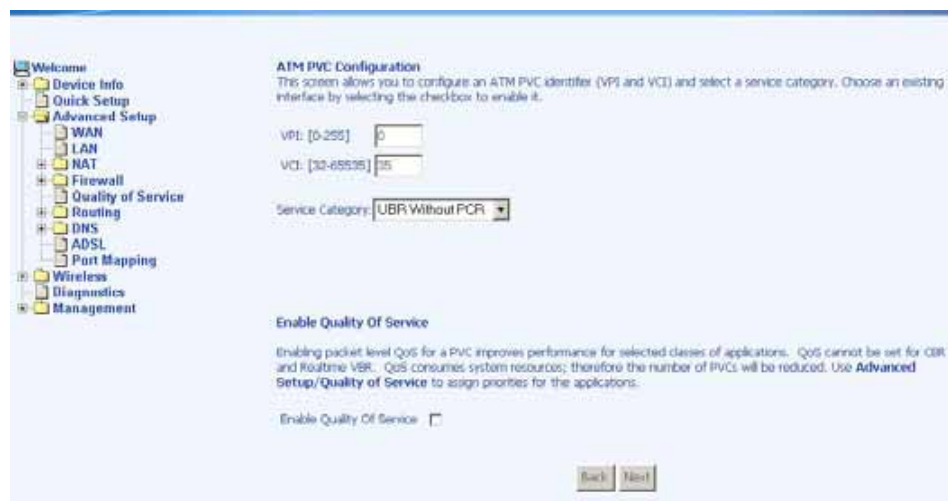 Welcome
Device Info
Quick Setup
Advanced Setup
WAN
LAN
NAT
Firewall
Quality of Service
Routing
DNS
ADSL
Port Mapping
Wireless
Diagnostics
Management
ATM PVC Configuration
This screen allows you to configure an ATM PVC identifier (VPI and VCI) and select a service category. Choose an existing
interface by selecting the checkbox to enable it.
VPI: [0-255] 0
VCI: [32-65535] 35
Service Category: UBR Without PCR
Enable Quality Of Service
Enabling packet level QoS for a PVC improves performance for selected classes of applications. QoS cannot be set for CBR
and Realtime VBR. QoS consumes system resources; therefore the number of PVCs will be reduced. Use Advanced
Setup/Quality of Service to assign priorities for the applications.
Enable Quality Of Service
Back Next